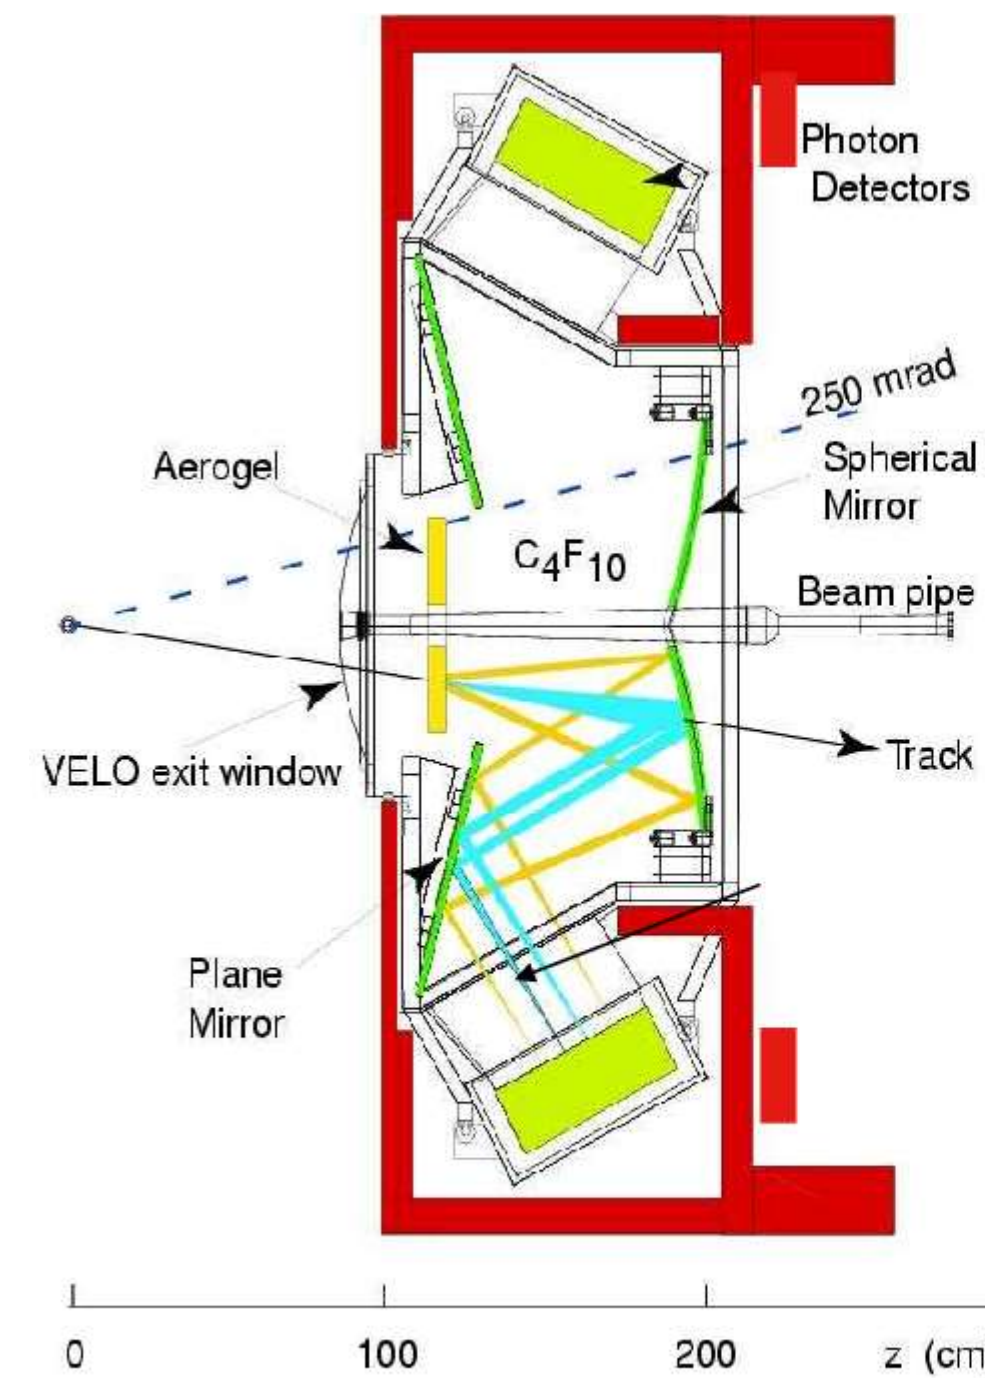 Photon
Detectors
250 mrad
Aerogel
Spherical
Mirror
C4F10
Beam pipe
VELO exit window
Track
Plane
Mirror
0
100
200
z (cm